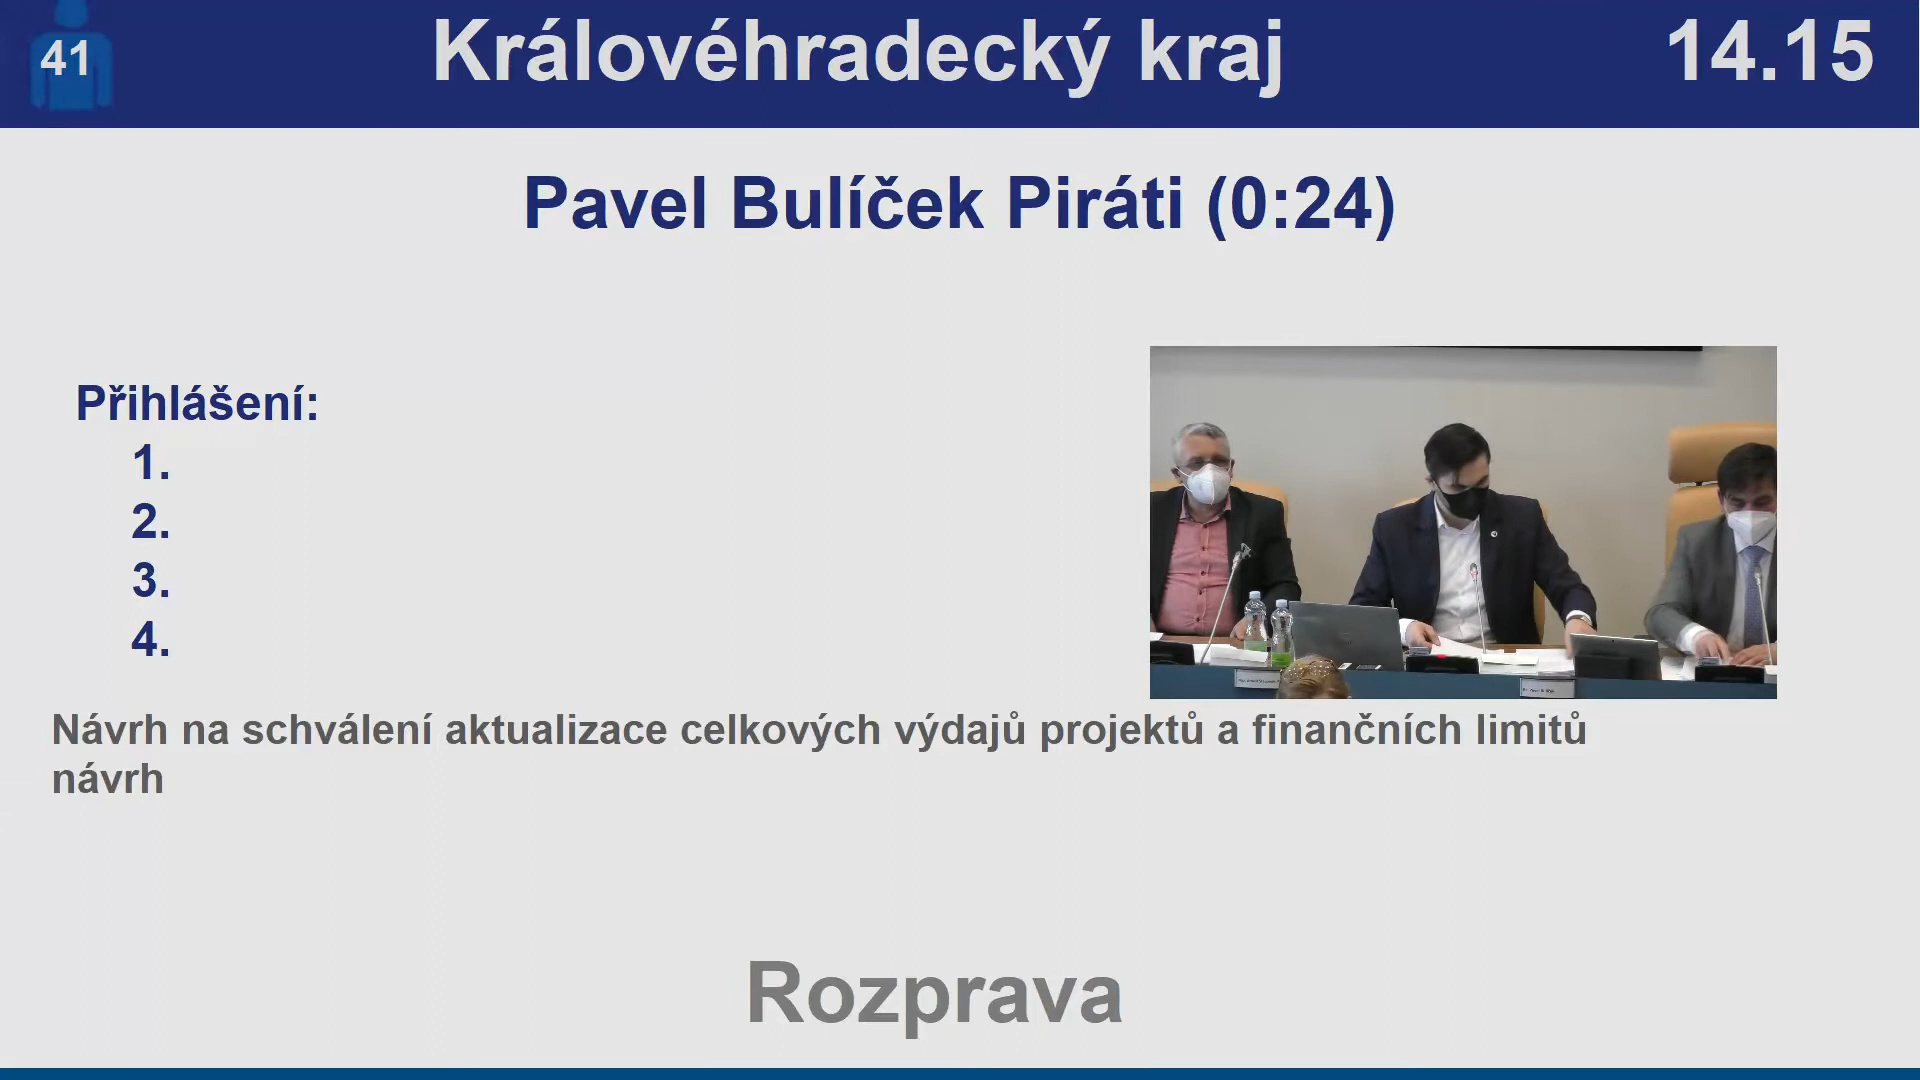 41
Královéhradecký kraj
14.15
Pavel Bulíček Piráti (0:24)
Přihlášení:
1.
2.
3.
4.
Návrh na schválení aktualizace celkových výdajů projektů a finančních limitů
návrh
Rozprava